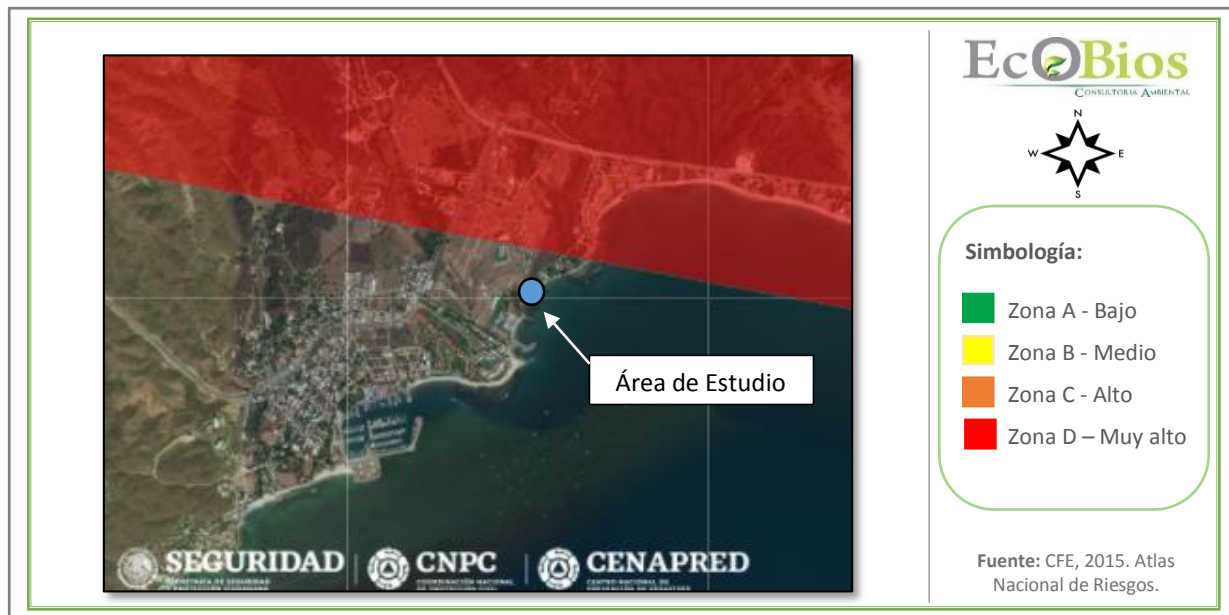 EcOBios
CONSULTORIA AMBIENTAL
N
W
E
S
Área de Estudio
Simbología:
Zona A - Bajo
Zona B - Medio
Zona C - Alto
Zona D – Muy alto
SEGURIDAD
CNPC
CENAPRED
Fuente: CFE, 2015. Atlas
Nacional de Riesgos.